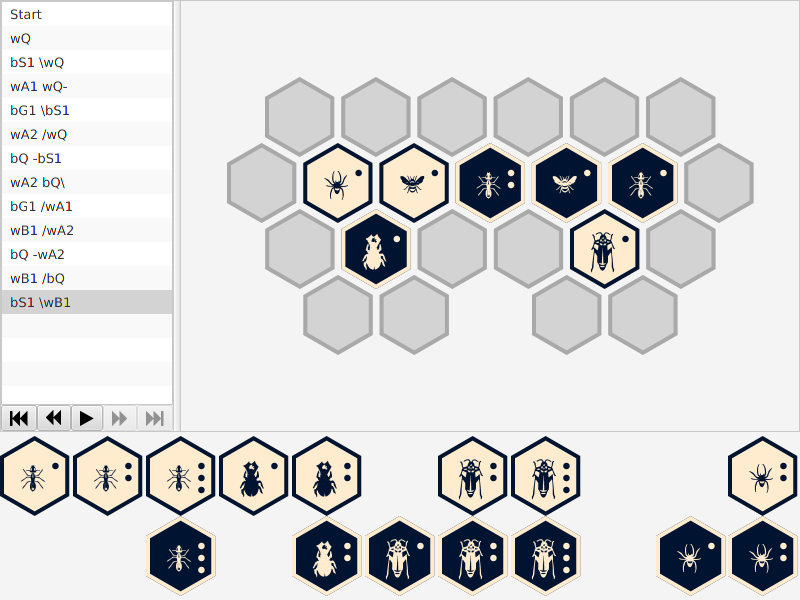 Start
wQ
bS1 \wQ
wA1 wQ-
bG1 \bS1
wA2 /wQ
bQ -bS1
wA2 bQ\
bG1 /wA1
wB1 /wA2
bQ -wA2
wB1 /bQ
bS1 \wB1